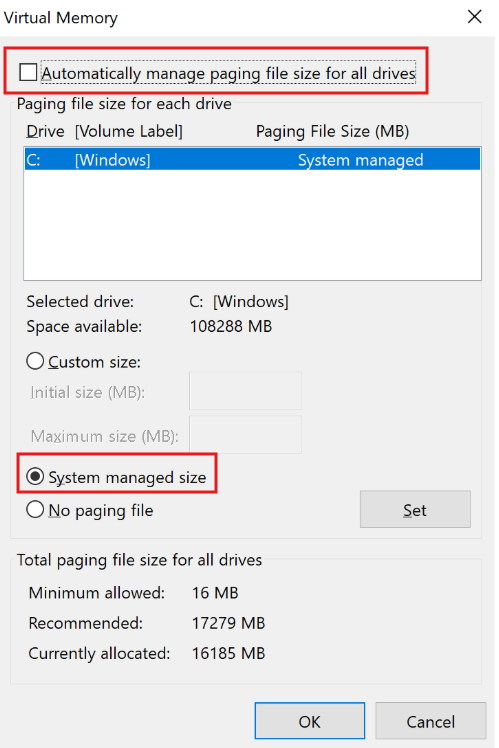 Virtual Memory
Automatically manage paging file size for all drives
Paging file size for each drive
Drive [Volume Label] Paging File Size (MB)
C: [Windows] System managed
Selected drive: C: [Windows]
Space available: 108288 MB
Custom size:
Initial size (MB):
Maximum size (MB):
System managed size
No paging file Set
Total paging file size for all drives
Minimum allowed: 16 MB
Recommended: 17279 MB
Currently allocated: 16185 MB
OK Cancel